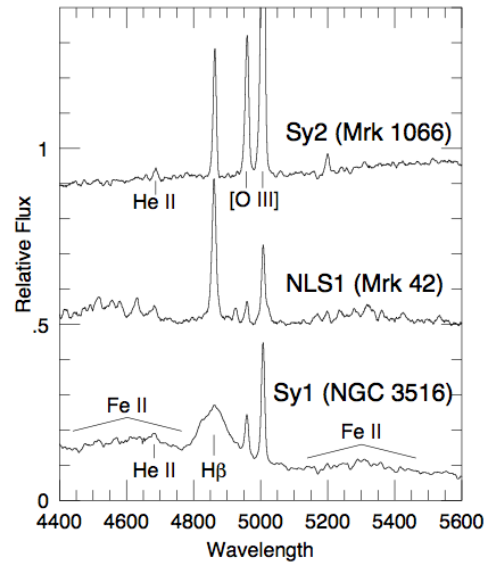 1
Sy2 (Mrk 1066)
He II
[O III]
Relative Flux
NLS1 (Mrk 42)
.5
Sy1 (NGC 3516)
Fe II
Fe II
He II
Hβ
0
4400 4600 4800 5000 5200 5400 5600
Wavelength